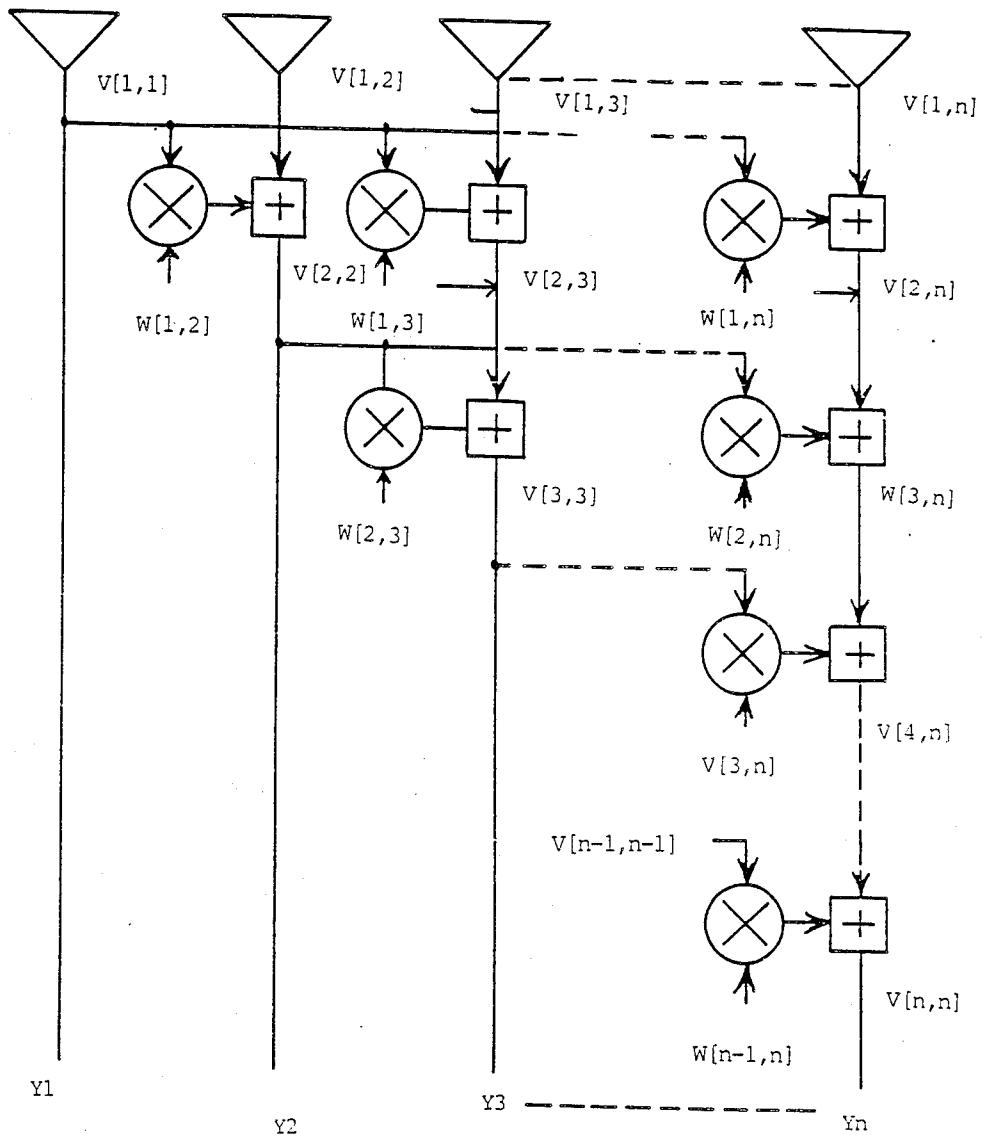 V[1,1]
V[1,2]
V[1,3]
V[1,n]
V[2,2]
V[2,3]
V[2,n]
W[1,2]
W[1,3]
W[1,n]
V[3,3]
W[3,n]
W[2,3]
W[2,n]
V[4,n]
V[3,n]
V[n-1,n-1]
V[n,n]
W[n-1,n]
Y1
Y2
Y3
Yn